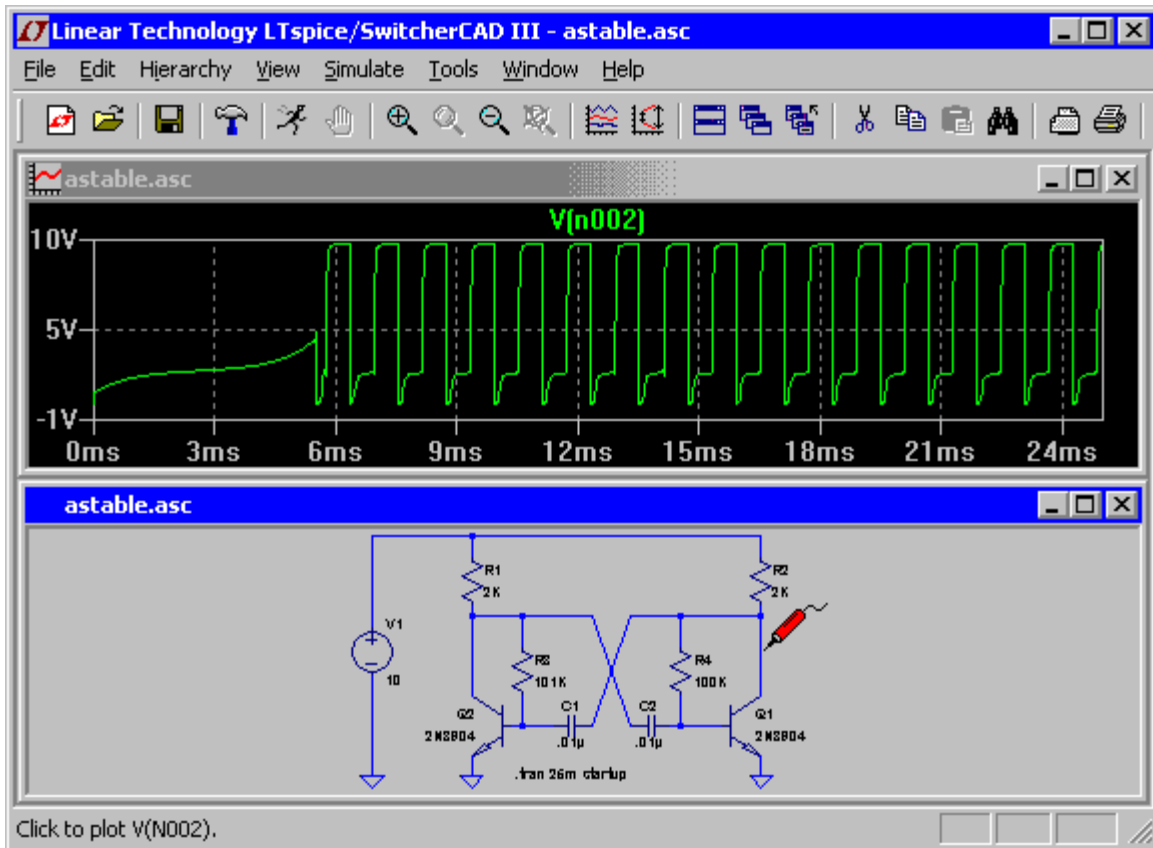 Linear Technology LTspice/SwitcherCAD III - astable.asc
File Edit Hierarchy View Simulate Tools Window Help
astable.asc
V(n002)
10V
5V
-1V
0ms 3ms 6ms 9ms 12ms 15ms 18ms 21ms 24ms
astable.asc
R1
2K
R2
2K
V1
10
R3
101K
R4
100K
Q2
2N3904
C1
.01µ
C2
.01µ
Q1
2N3904
.tran 26m startup
Click to plot V(N002).